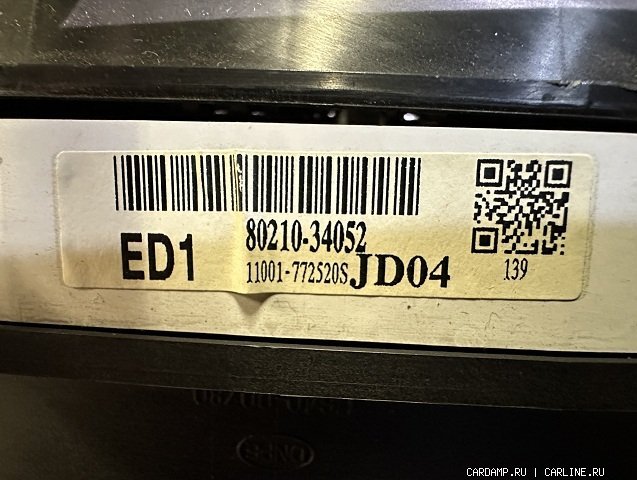 80210-34052
ED1
11001-772520S JD04
139
CARDAMP.RU | CARLINE.RU